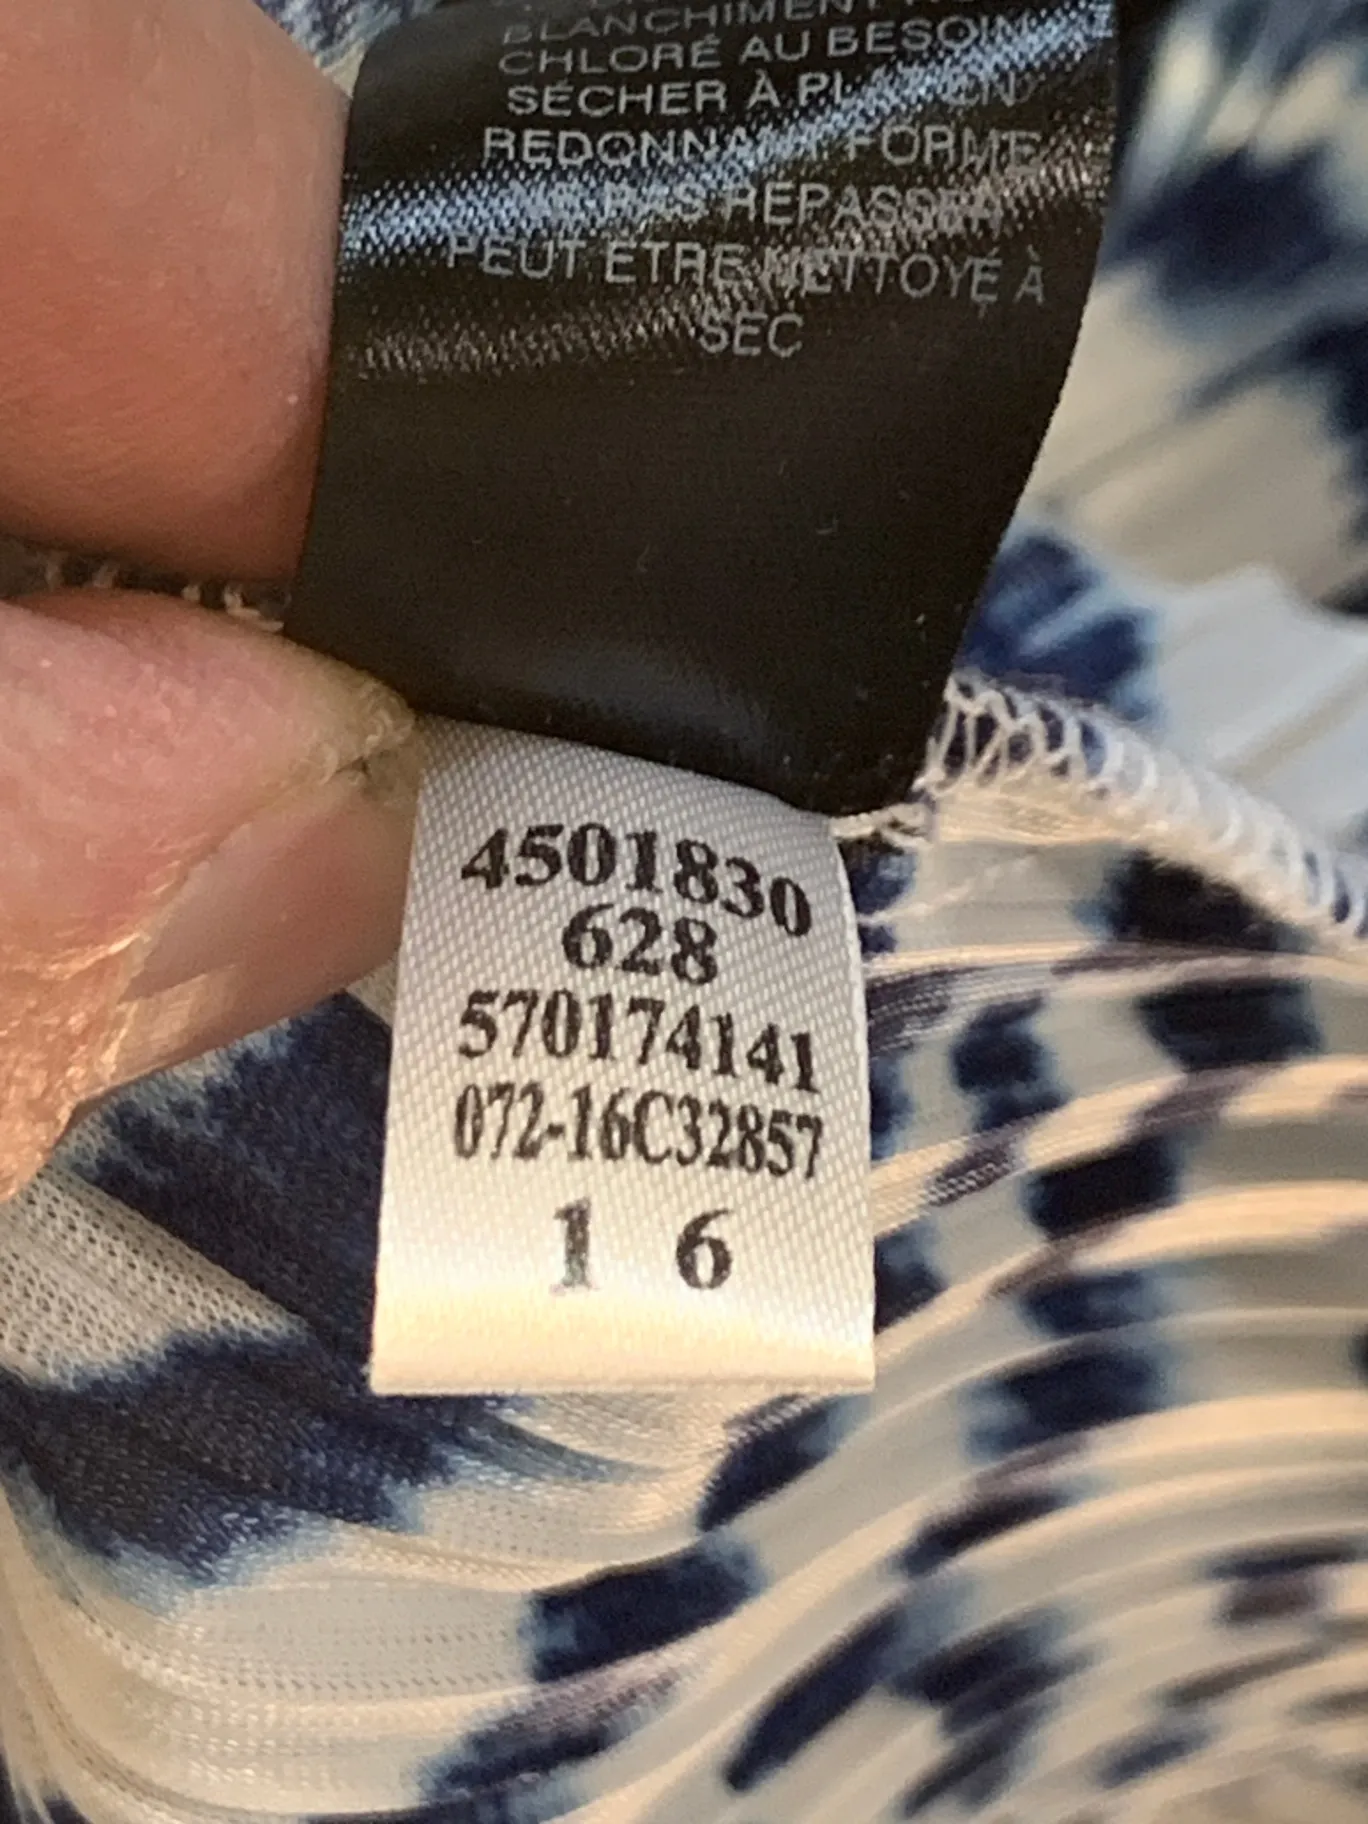 BLANCHIMENT
CHLORÉ AU BESOIN
SÉCHER À PLAT EN
REDONNANT FORME
PAS REPASSER
PEUT ÊTRE NETTOYÉ À
SEC
4501830
628
570174141
072-16C32857
1 6